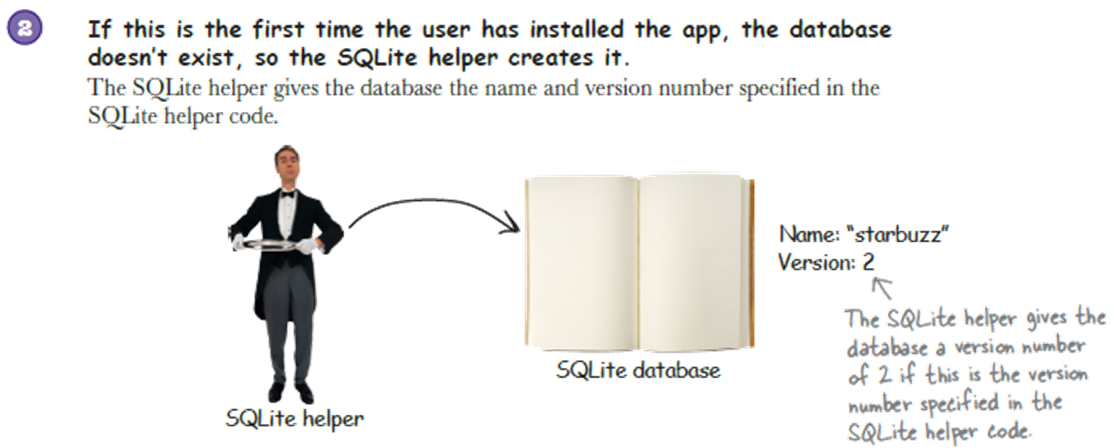 2
If this is the first time the user has installed the app, the database
doesn't exist, so the SQLite helper creates it.
The SQLite helper gives the database the name and version number specified in the
SQLite helper code.
SQLite helper
SQLite database
Name: "starbuzz"
Version: 2
The SQLite helper gives the
database a version number
of 2 if this is the version
number specified in the
SQLite helper code.